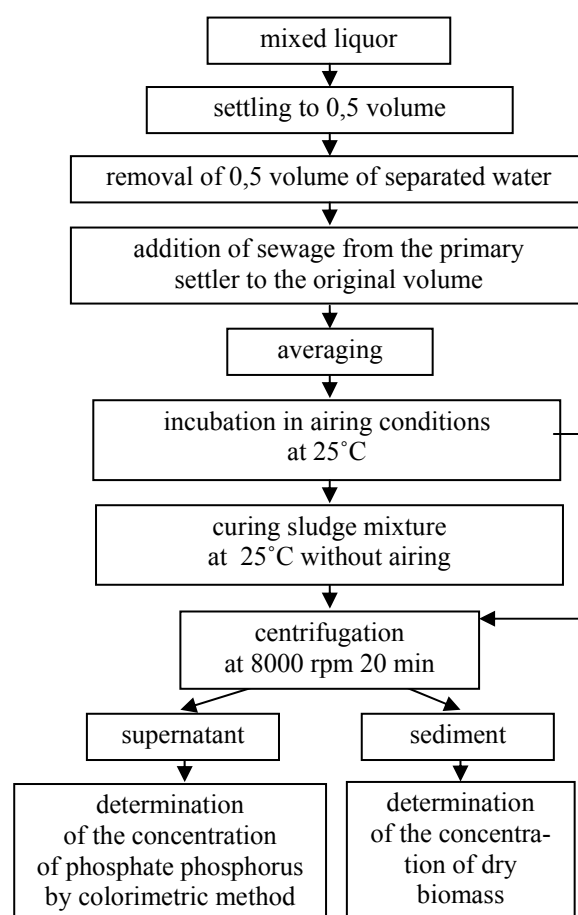 mixed liquor
settling to 0,5 volume
removal of 0,5 volume of separated water
addition of sewage from the primary
settler to the original volume
averaging
incubation in airing conditions
at 25˚C
curing sludge mixture
at 25˚C without airing
centrifugation
at 8000 rpm 20 min
supernatant
sediment
determination
of the concentration
of phosphate phosphorus
by colorimetric method
determination
of the concentra-
tion of dry
biomass